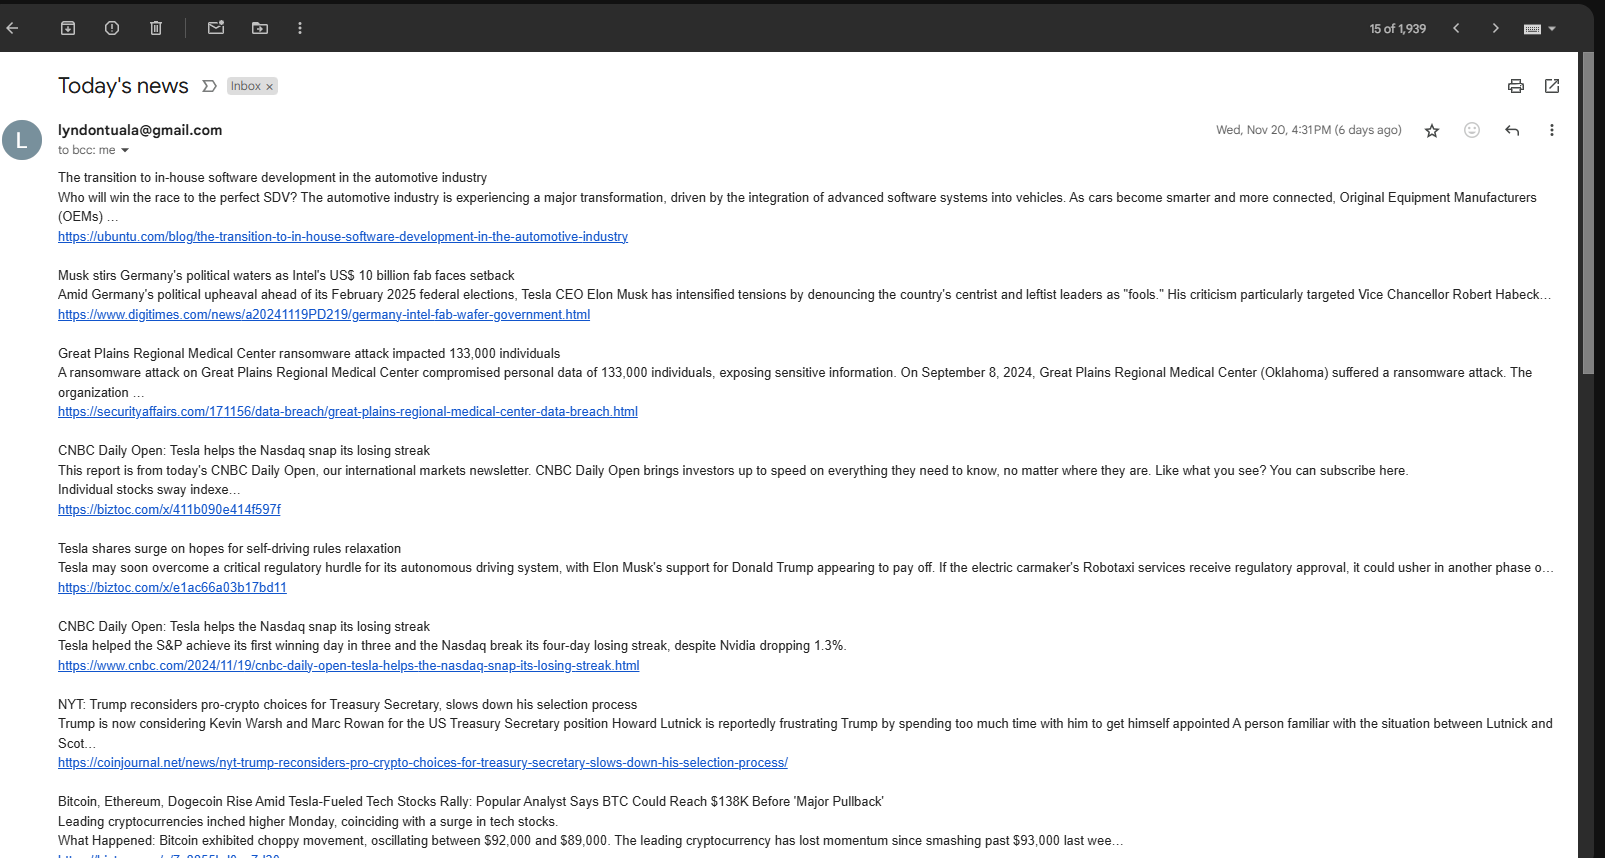 15 of 1,939
Today's news
Inbox ×
L
lyndontuala@gmail.com
Wed, Nov 20, 4:31 PM (6 days ago)
to bcc: me
The transition to in-house software development in the automotive industry
Who will win the race to the perfect SDV? The automotive industry is experiencing a major transformation, driven by the integration of advanced software systems into vehicles. As cars become smarter and more connected, Original Equipment Manufacturers
(OEMs) …
https://ubuntu.com/blog/the-transition-to-in-house-software-development-in-the-automotive-industry
Musk stirs Germany's political waters as Intel's US$ 10 billion fab faces setback
Amid Germany's political upheaval ahead of its February 2025 federal elections, Tesla CEO Elon Musk has intensified tensions by denouncing the country's centrist and leftist leaders as "fools." His criticism particularly targeted Vice Chancellor Robert Habeck…
https://www.digitimes.com/news/a20241119PD219/germany-intel-fab-wafer-government.html
Great Plains Regional Medical Center ransomware attack impacted 133,000 individuals
A ransomware attack on Great Plains Regional Medical Center compromised personal data of 133,000 individuals, exposing sensitive information. On September 8, 2024, Great Plains Regional Medical Center (Oklahoma) suffered a ransomware attack. The
organization …
https://securityaffairs.com/171156/data-breach/great-plains-regional-medical-center-data-breach.html
CNBC Daily Open: Tesla helps the Nasdaq snap its losing streak
This report is from today's CNBC Daily Open, our international markets newsletter. CNBC Daily Open brings investors up to speed on everything they need to know, no matter where they are. Like what you see? You can subscribe here.
Individual stocks sway indexe…
https://biztoc.com/x/411b090e414f597f
Tesla shares surge on hopes for self-driving rules relaxation
Tesla may soon overcome a critical regulatory hurdle for its autonomous driving system, with Elon Musk's support for Donald Trump appearing to pay off. If the electric carmaker's Robotaxi services receive regulatory approval, it could usher in another phase o…
https://biztoc.com/x/e1ac66a03b17bd11
CNBC Daily Open: Tesla helps the Nasdaq snap its losing streak
Tesla helped the S&P achieve its first winning day in three and the Nasdaq break its four-day losing streak, despite Nvidia dropping 1.3%.
https://www.cnbc.com/2024/11/19/cnbc-daily-open-tesla-helps-the-nasdaq-snap-its-losing-streak.html
NYT: Trump reconsiders pro-crypto choices for Treasury Secretary, slows down his selection process
Trump is now considering Kevin Warsh and Marc Rowan for the US Treasury Secretary position Howard Lutnick is reportedly frustrating Trump by spending too much time with him to get himself appointed A person familiar with the situation between Lutnick and
Scot…
https://coinjournal.net/news/nyt-trump-reconsiders-pro-crypto-choices-for-treasury-secretary-slows-down-his-selection-process/
Bitcoin, Ethereum, Dogecoin Rise Amid Tesla-Fueled Tech Stocks Rally: Popular Analyst Says BTC Could Reach $138K Before 'Major Pullback'
Leading cryptocurrencies inched higher Monday, coinciding with a surge in tech stocks.
What Happened: Bitcoin exhibited choppy movement, oscillating between $92,000 and $89,000. The leading cryptocurrency has lost momentum since smashing past $93,000 last wee…